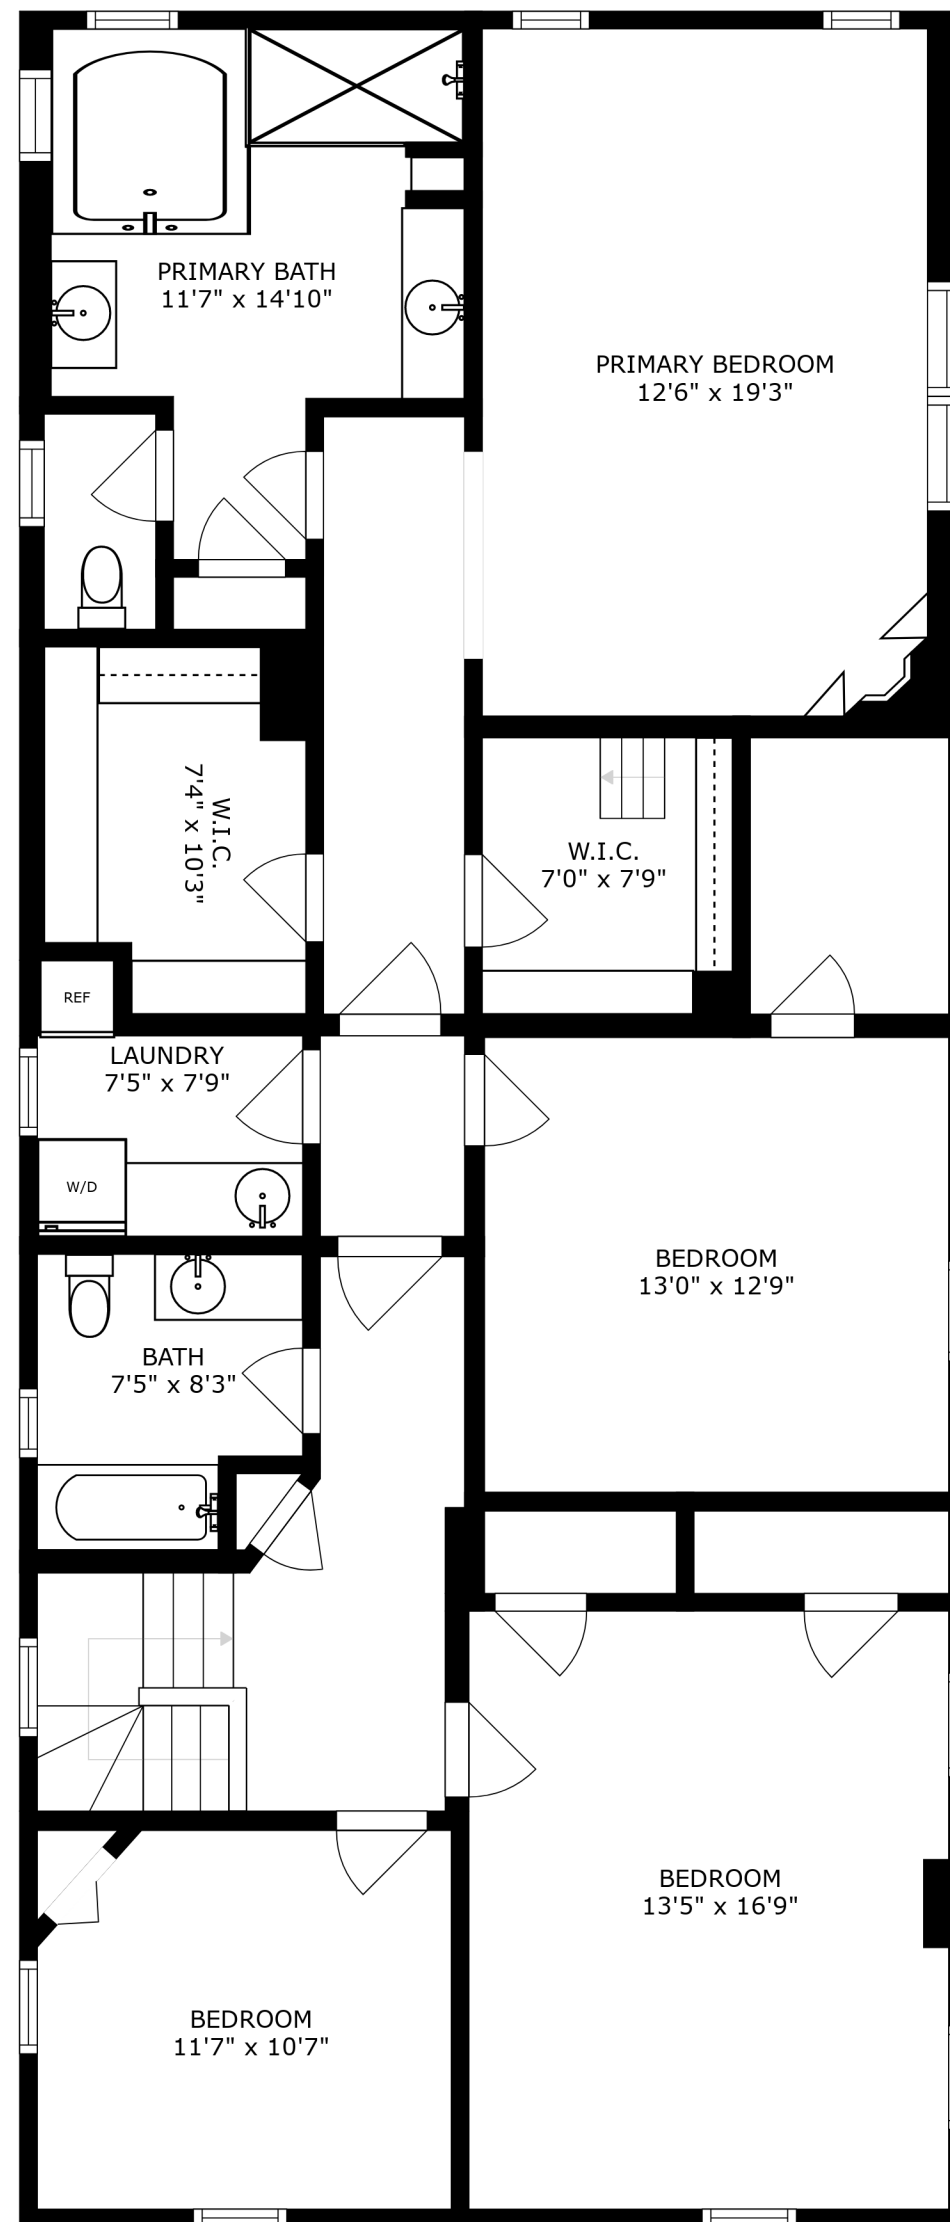 PRIMARY BATH
11'7" x 14'10"
PRIMARY BEDROOM
12'6" x 19'3"
W.I.C.
7'4" x 10'3"
W.I.C.
7'0" x 7'9"
REF
LAUNDRY
7'5" x 7'9"
W/D
BEDROOM
13'0" x 12'9"
BATH
7'5" x 8'3"
BEDROOM
13'5" x 16'9"
BEDROOM
11'7" x 10'7"